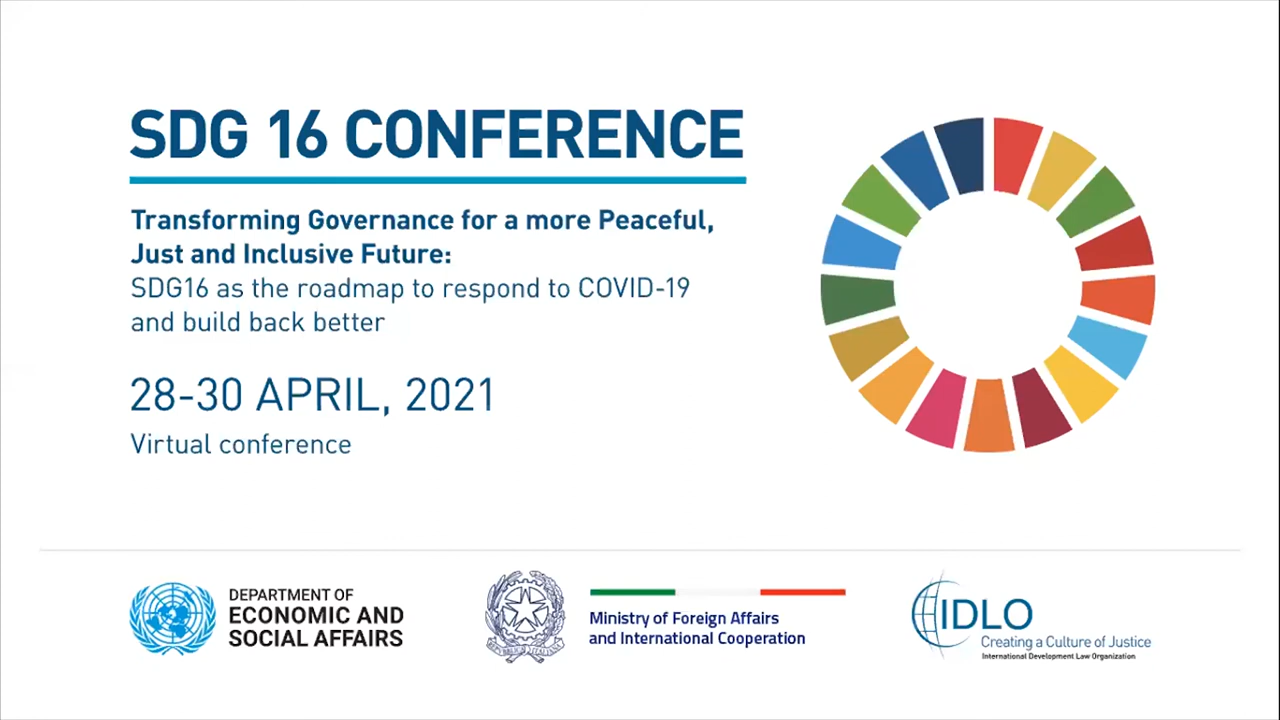 SDG 16 CONFERENCE
Transforming Governance for a more Peaceful,
Just and Inclusive Future:
SDG16 as the roadmap to respond to COVID-19
and build back better
28-30 APRIL, 2021
Virtual conference
DEPARTMENT OF
ECONOMIC AND
SOCIAL AFFAIRS
Ministry of Foreign Affairs
and International Cooperation
IDLO
Creating a Culture of Justice
International Development Law Organization